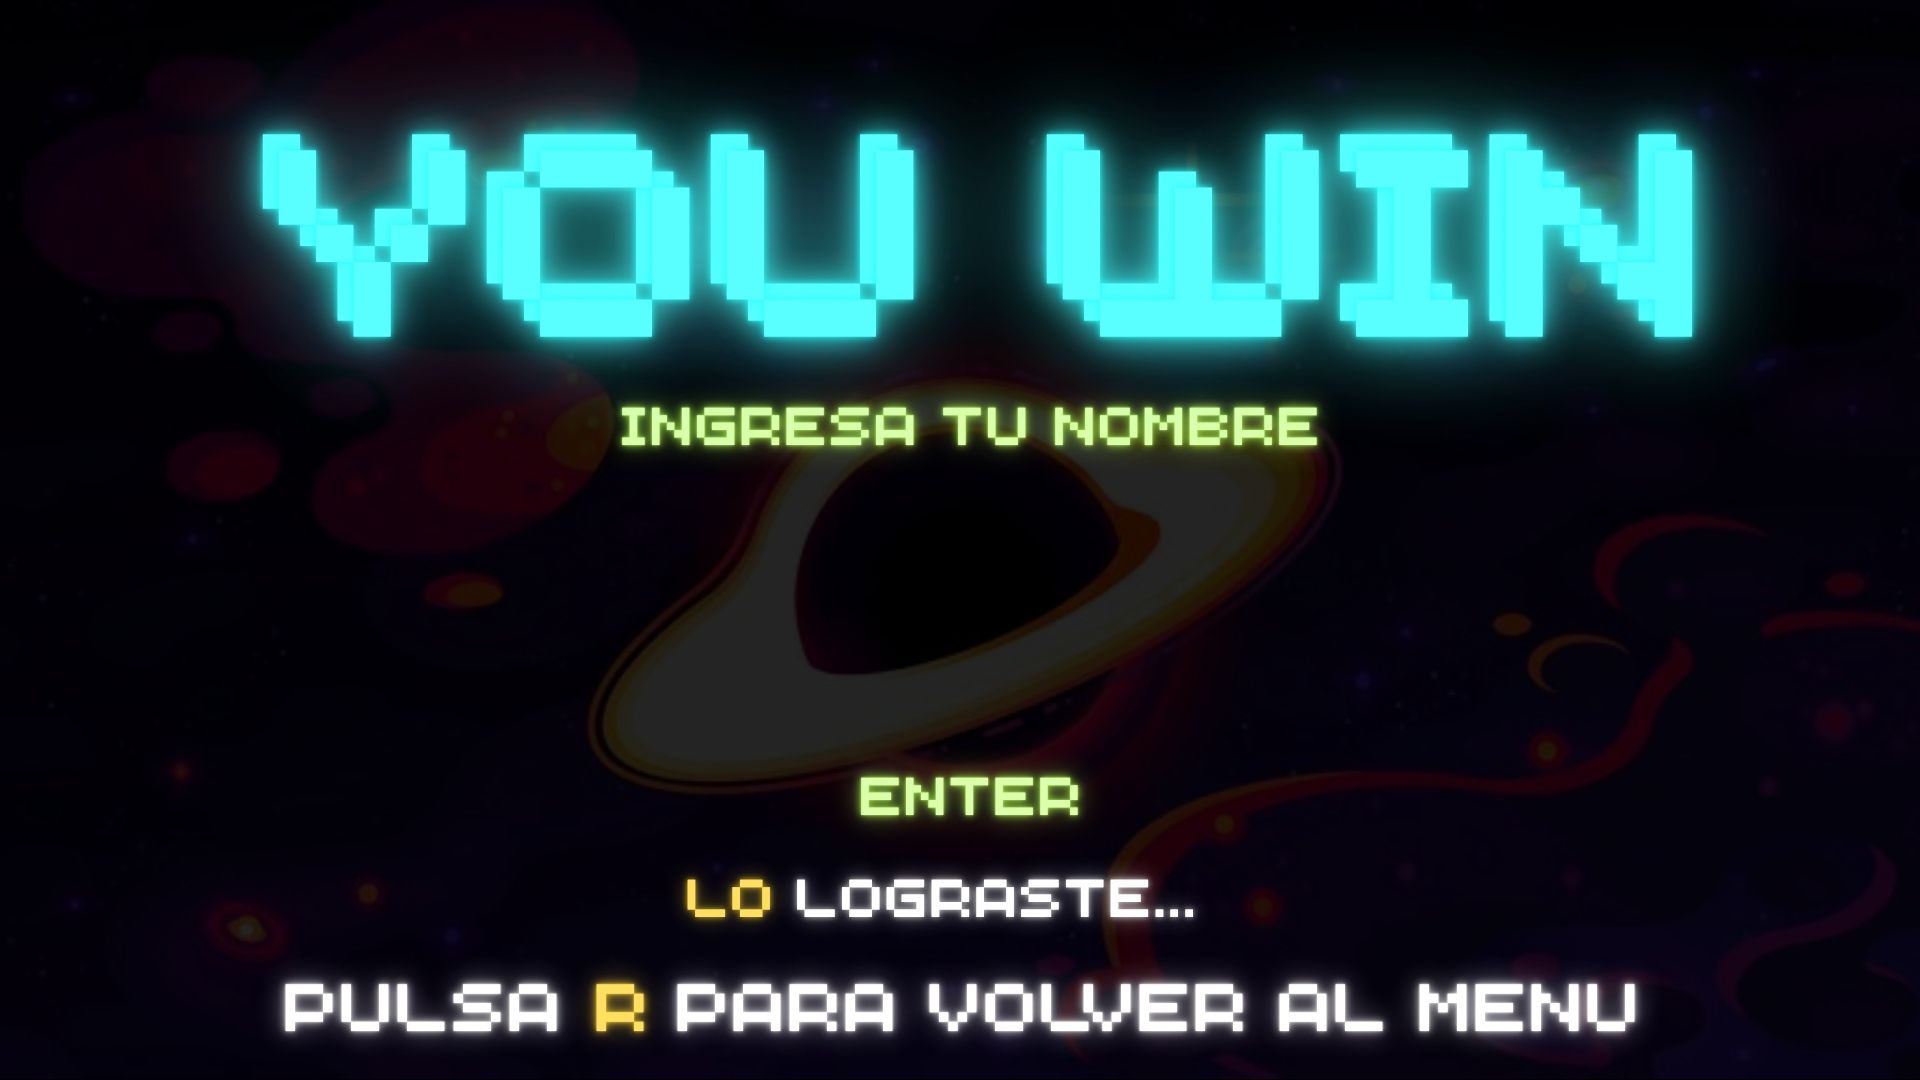 YOU WIN
INGRESA TU NOMBRE
ENTER
LO LOGRASTE...
PULSA R PARA VOLVER AL MENU